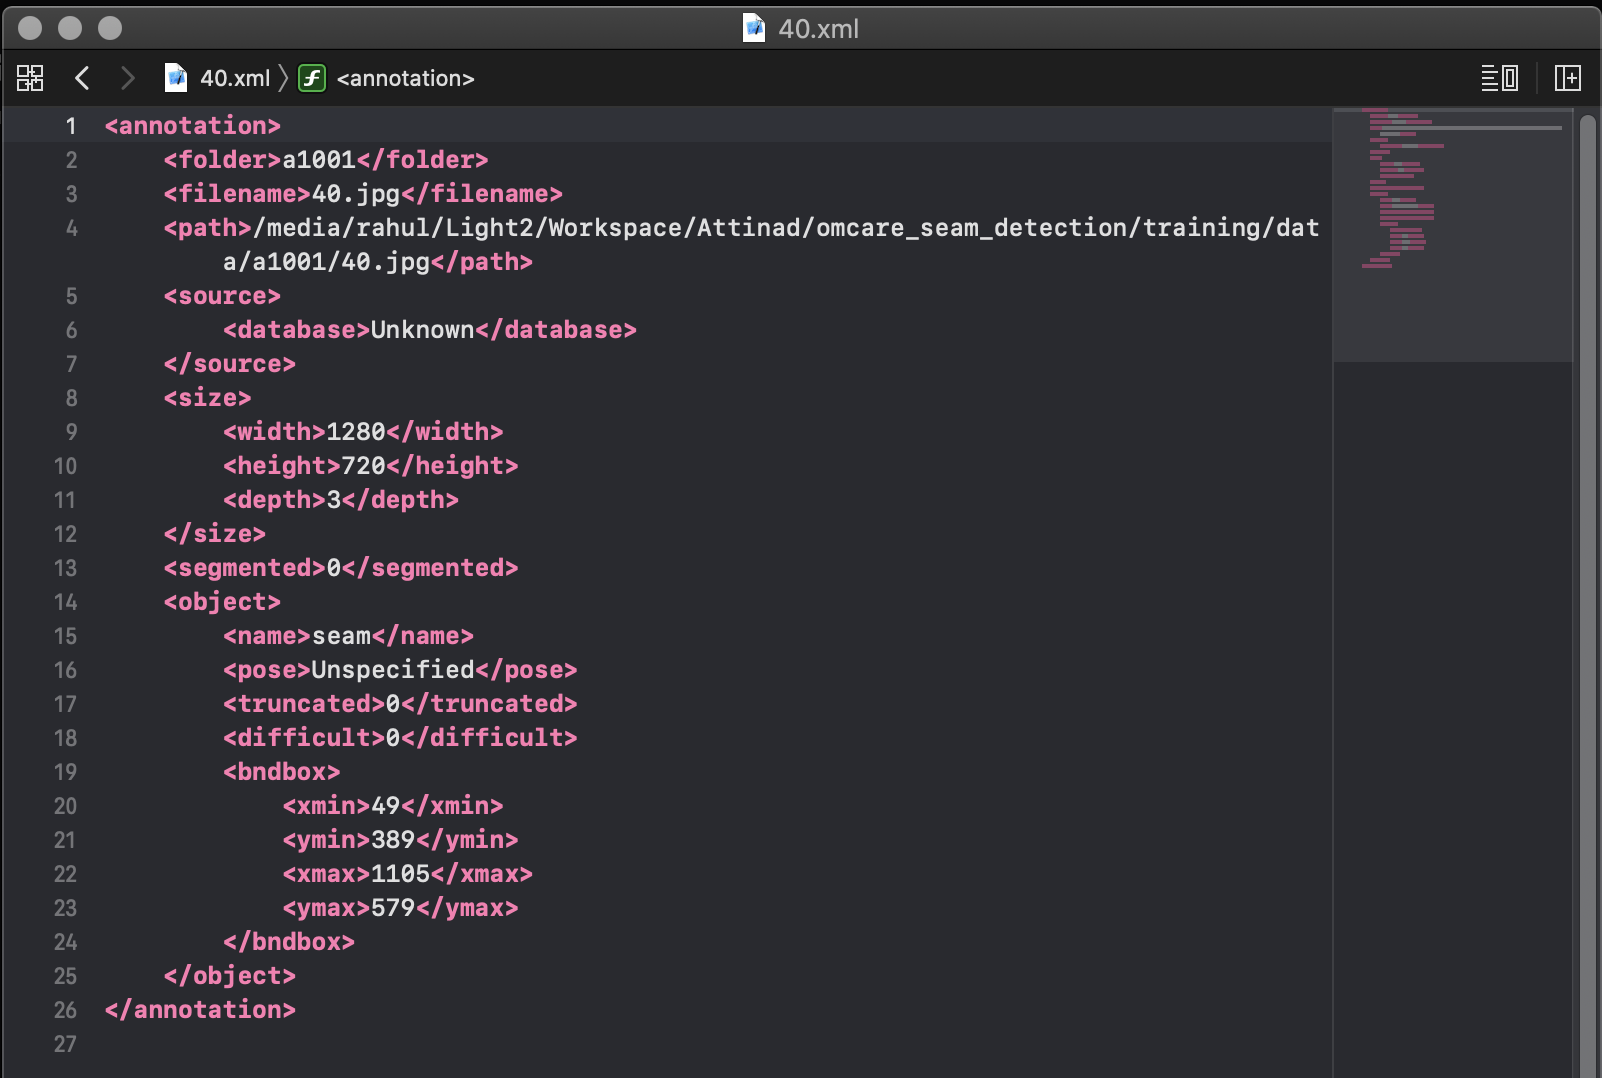 40.xml
40.xml <annotation>
1 <annotation>
2 <folder>a1001</folder>
3 <filename>40.jpg</filename>
4 <path>/media/rahul/Light2/Workspace/Attinad/omcare_seam_detection/training/dat
a/a1001/40.jpg</path>
5 <source>
6 <database>Unknown</database>
7 </source>
8 <size>
9 <width>1280</width>
10 <height>720</height>
11 <depth>3</depth>
12 </size>
13 <segmented>0</segmented>
14 <object>
15 <name>seam</name>
16 <pose>Unspecified</pose>
17 <truncated>0</truncated>
18 <difficult>0</difficult>
19 <bndbox>
20 <xmin>49</xmin>
21 <ymin>389</ymin>
22 <xmax>1105</xmax>
23 <ymax>579</ymax>
24 </bndbox>
25 </object>
26 </annotation>
27